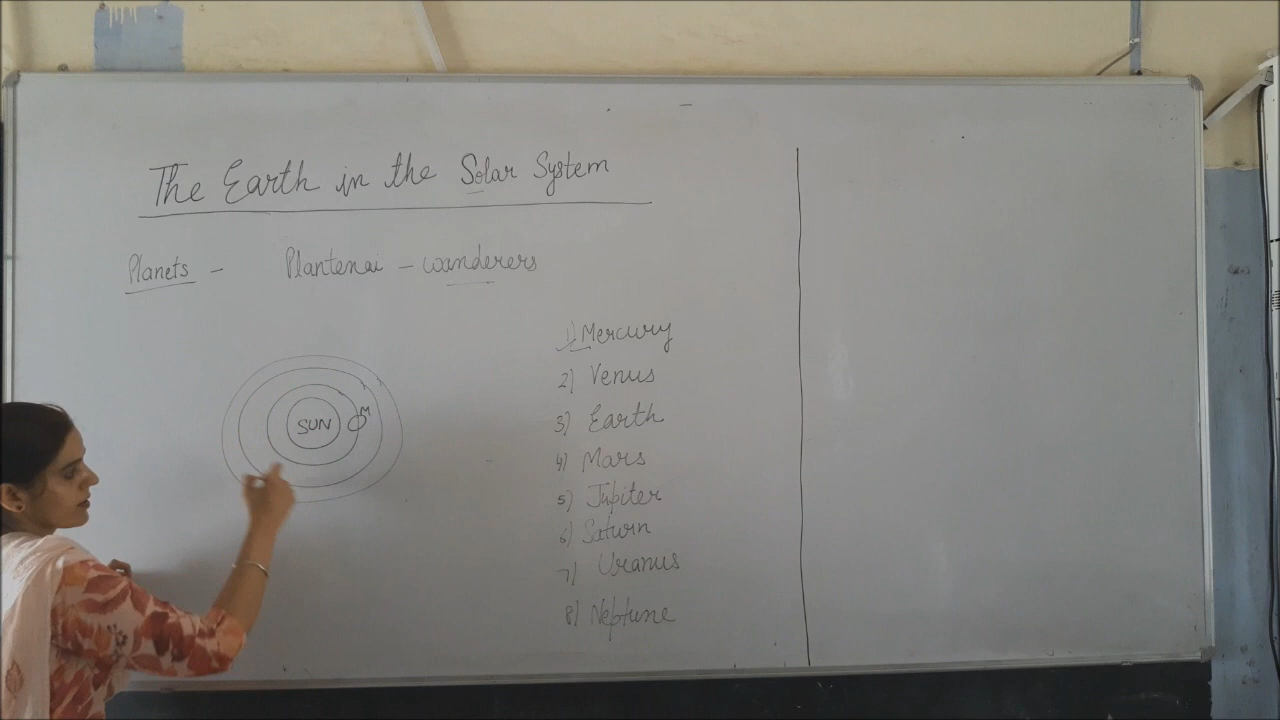 The Earth in the Solar System
Planets - Plantenai - wanderers
SUN
M
1) Mercury
2) Venus
3) Earth
4) Mars
5) Jupiter
6) Saturn
7) Uranus
8) Neptune